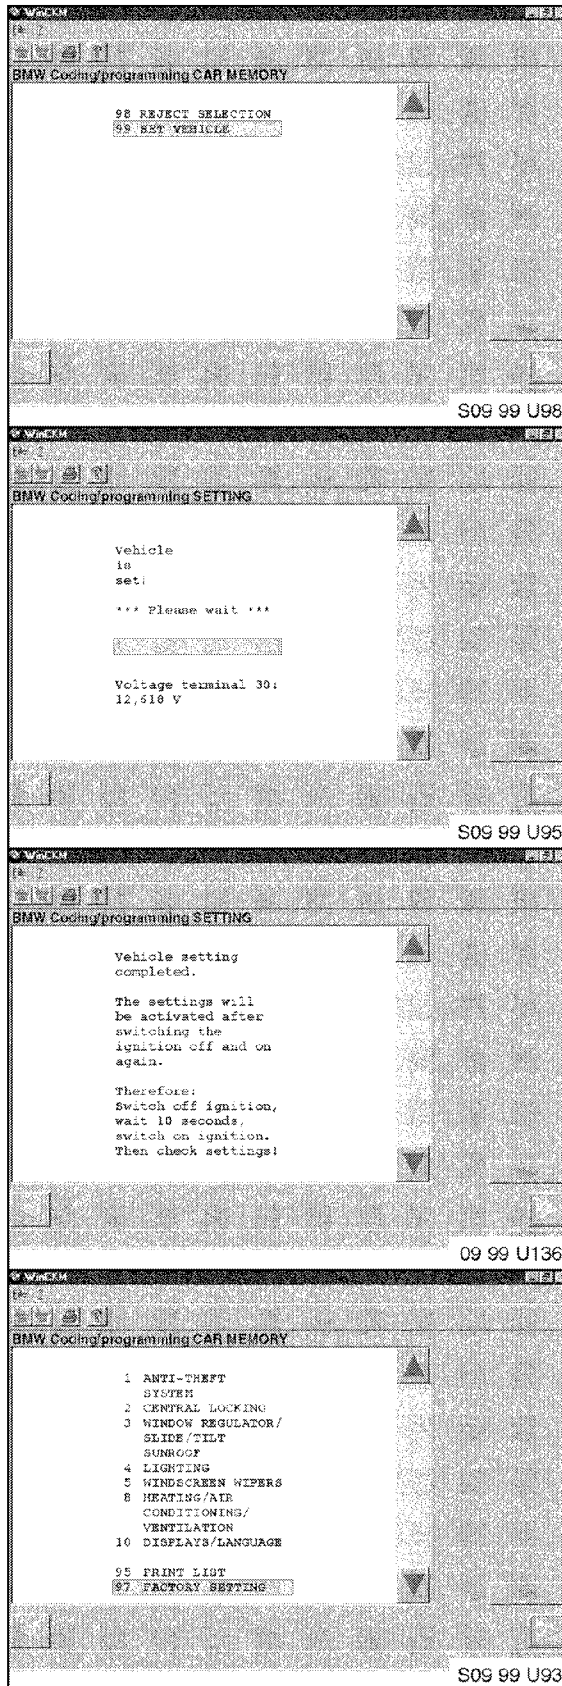 BMW Coding/programming CAR MEMORY
98 REJECT SELECTION
99 SET VEHICLE
S09 99 U98
BMW Coding/programming SETTING
Vehicle
is
set!
*** Please wait ***
Voltage terminal 30:
12,618 V
S09 99 U95
BMW Coding/programming SETTING
Vehicle setting
completed.
The settings will
be activated after
switching the
ignition off and on
again.
Therefore:
Switch off ignition,
wait 10 seconds,
switch on ignition.
Then check settings!
09 99 U136
BMW Coding/programming CAR MEMORY
1 ANTI-THEFT
SYSTEM
2 CENTRAL LOCKING
3 WINDOW REGULATOR/
SLIDE/TILT
SUNROOF
4 LIGHTING
5 WINDSCREEN WIPERS
8 HEATING/AIR
CONDITIONING/
VENTILATION
10 DISPLAYS/LANGUAGE
95 PRINT LIST
97 FACTORY SETTING
S09 99 U93